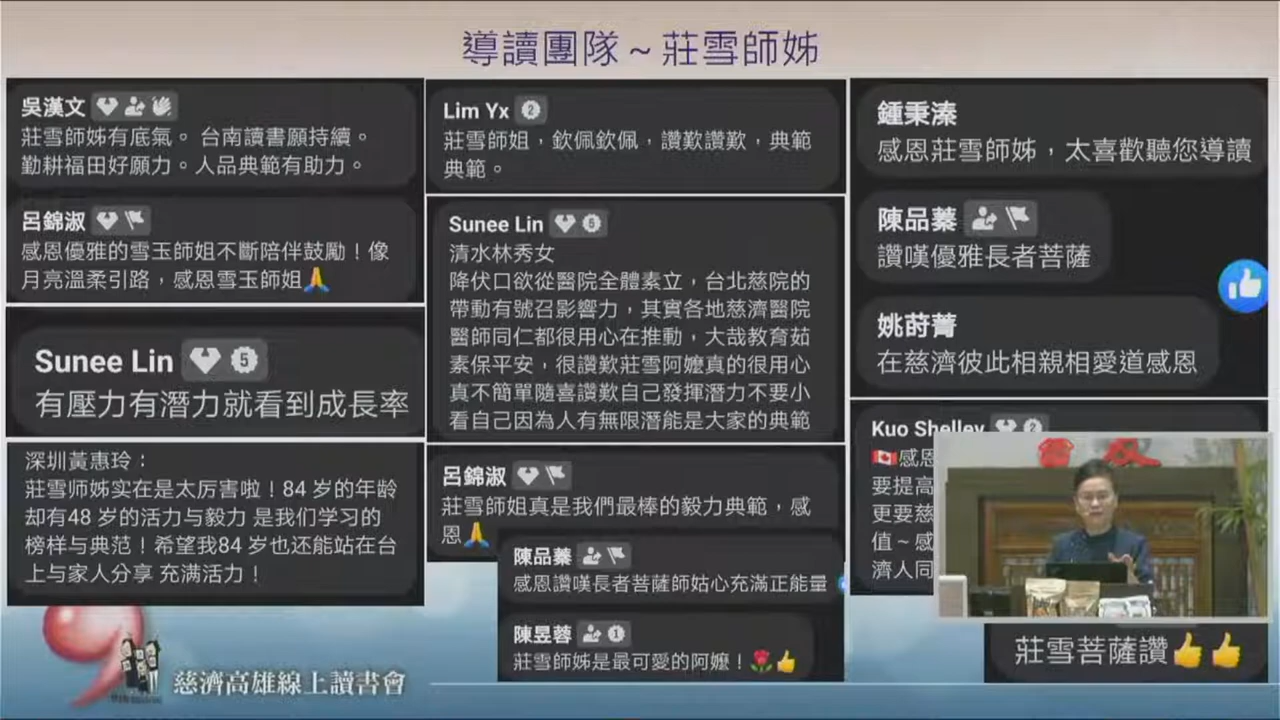 導讀團隊~莊雪師姊
吳漢文
莊雪師姊有底氣。 台南讀書願持續。
勤耕福田好願力。人品典範有助力。
呂錦淑
感恩優雅的雪玉師姐不斷陪伴鼓勵！像
月亮溫柔引路，感恩雪玉師姐🙏
Sunee Lin 5
有壓力有潛力就看到成長率
深圳黃惠玲：
莊雪师姊实在是太厉害啦！84 岁的年龄
却有48 岁的活力与毅力 是我们学习的
榜样与典范！希望我84 岁也还能站在台
上与家人分享 充满活力！
Lim Yx 2
莊雪師姐，欽佩欽佩，讚歎讚歎，典範
典範。
Sunee Lin 5
清水林秀女
降伏口欲從醫院全體素立，台北慈院的
帶動有號召影響力，其實各地慈濟醫院
醫師同仁都很用心在推動，大哉教育茹
素保平安，很讚歎莊雪阿嬤真的很用心
真不簡單隨喜讚歎自己發揮潛力不要小
看自己因為人有無限潛能是大家的典範
呂錦淑
莊雪師姐真是我們最棒的毅力典範，感
恩🙏
陳品蓁
感恩讚嘆長者菩薩師姑心充滿正能量
陳昱蓉 1
莊雪師姊是最可愛的阿嬤！🌹👍
鍾秉溱
感恩莊雪師姊，太喜歡聽您導讀
陳品蓁
讚嘆優雅長者菩薩
姚莳菁
在慈濟彼此相親相愛道感恩
Kuo Shelley 2
🇨🇦感恩
要提高
更要慈
值~感
濟人同
莊雪菩薩讚👍👍
慈濟高雄線上讀書會